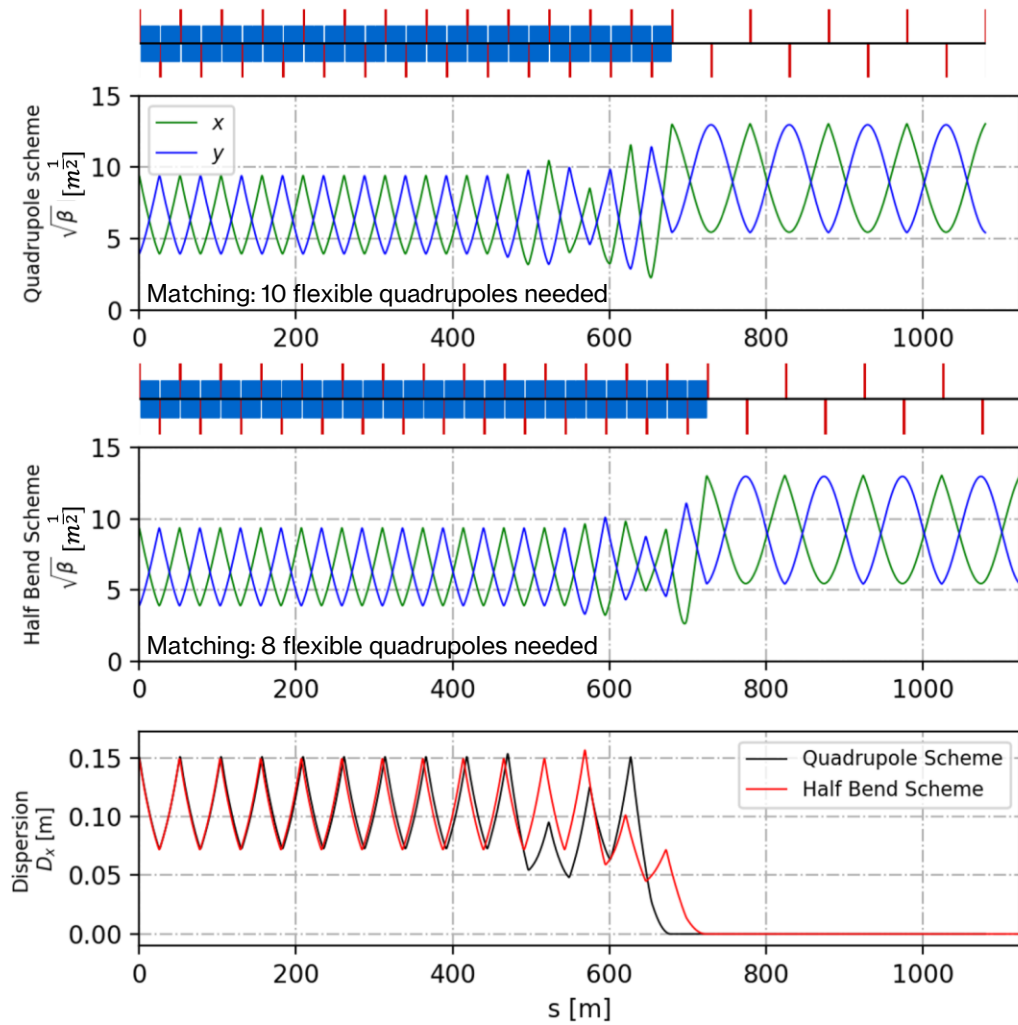 Quadrupole scheme
√β [m^{1/2}]
15
10
5
0
x
y
Matching: 10 flexible quadrupoles needed
0 200 400 600 800 1000
Half Bend Scheme
√β [m^{1/2}]
15
10
5
0
Matching: 8 flexible quadrupoles needed
0 200 400 600 800 1000
Dispersion
D_x [m]
0.15
0.10
0.05
0.00
Quadrupole Scheme
Half Bend Scheme
0 200 400 600 800 1000
s [m]